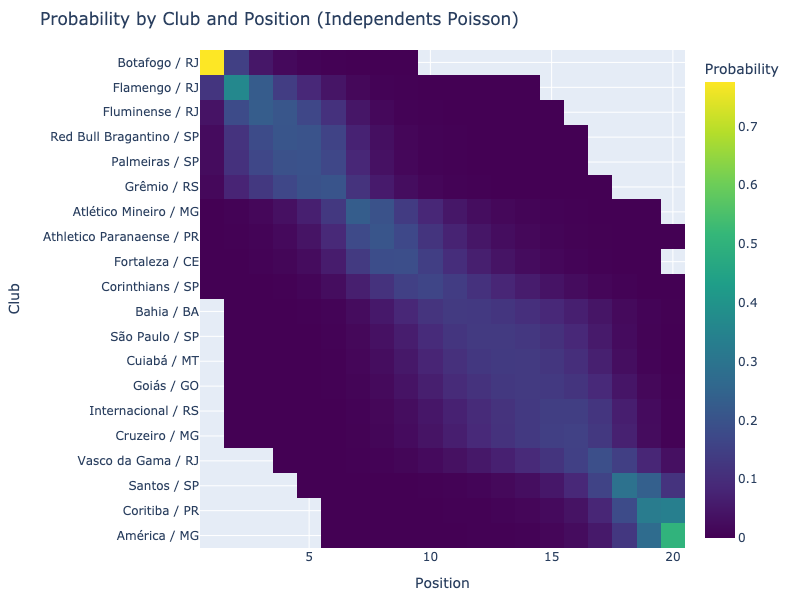 Probability by Club and Position (Independents Poisson)
Probability
Botafogo / RJ
Flamengo / RJ
Fluminense / RJ
Red Bull Bragantino / SP
Palmeiras / SP
Grêmio / RS
Atlético Mineiro / MG
Athletico Paranaense / PR
Fortaleza / CE
Corinthians / SP
Bahia / BA
São Paulo / SP
Cuiabá / MT
Goiás / GO
Internacional / RS
Cruzeiro / MG
Vasco da Gama / RJ
Santos / SP
Coritiba / PR
América / MG
Club
5 10 15 20
Position
0.7
0.6
0.5
0.4
0.3
0.2
0.1
0